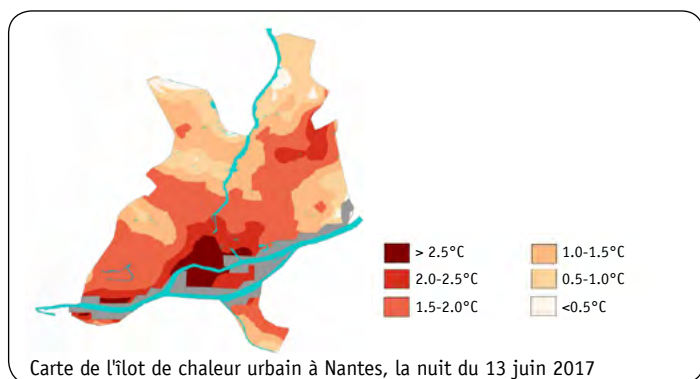 > 2.5°C
2.0-2.5°C
1.5-2.0°C
1.0-1.5°C
0.5-1.0°C
<0.5°C
Carte de l'îlot de chaleur urbain à Nantes, la nuit du 13 juin 2017